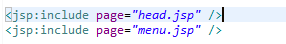 <jsp:include page="head.jsp" />
<jsp:include page="menu.jsp" />